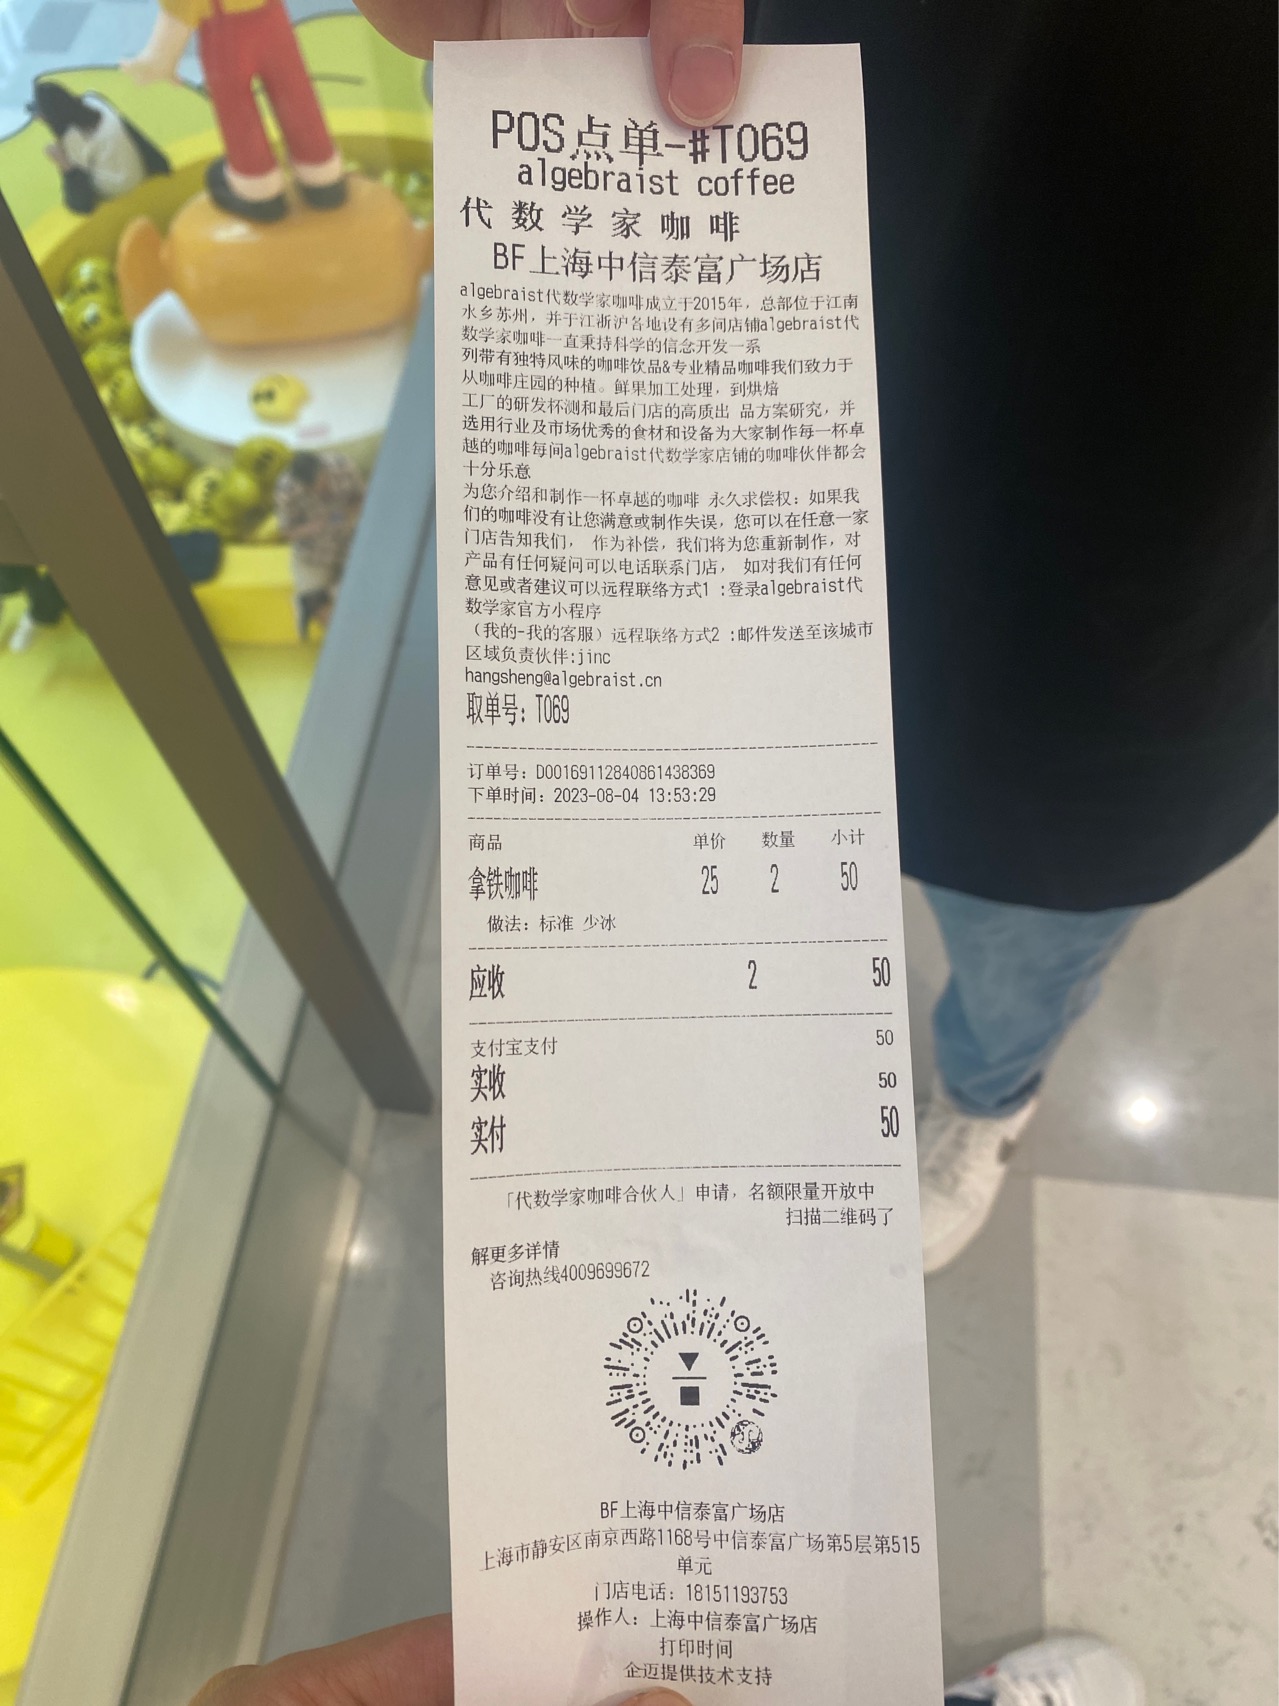 POS点单-#T069
algebraist coffee
代数学家咖啡
BF上海中信泰富广场店
algebraist代数学家咖啡成立于2015年，总部位于江南
水乡苏州，并于江浙沪各地设有多间店铺algebraist代
数学家咖啡一直秉持科学的信念开发一系
列带有独特风味的咖啡饮品&专业精品咖啡我们致力于
从咖啡庄园的种植。鲜果加工处理，到烘焙
工厂的研发杯测和最后门店的高质出 品方案研究，并
选用行业及市场优秀的食材和设备为大家制作每一杯卓
越的咖啡每间algebraist代数学家店铺的咖啡伙伴都会
十分乐意
为您介绍和制作一杯卓越的咖啡 永久求偿权：如果我
们的咖啡没有让您满意或制作失误，您可以在任意一家
门店告知我们， 作为补偿，我们将为您重新制作，对
产品有任何疑问可以电话联系门店， 如对我们有任何
意见或者建议可以远程联络方式1 :登录algebraist代
数学家官方小程序
（我的-我的客服）远程联络方式2 :邮件发送至该城市
区域负责伙伴:jinc
hangsheng@algebraist.cn
取单号：T069
订单号：D00169112840861438369
下单时间：2023-08-04 13:53:29
商品 单价 数量 小计
拿铁咖啡 25 2 50
做法：标准 少冰
应收 2 50
支付宝支付 50
实收 50
实付 50
「代数学家咖啡合伙人」申请，名额限量开放中
扫描二维码了
解更多详情
咨询热线4009699672
BF上海中信泰富广场店
上海市静安区南京西路1168号中信泰富广场第5层第515
单元
门店电话：18151193753
操作人：上海中信泰富广场店
打印时间
企迈提供技术支持